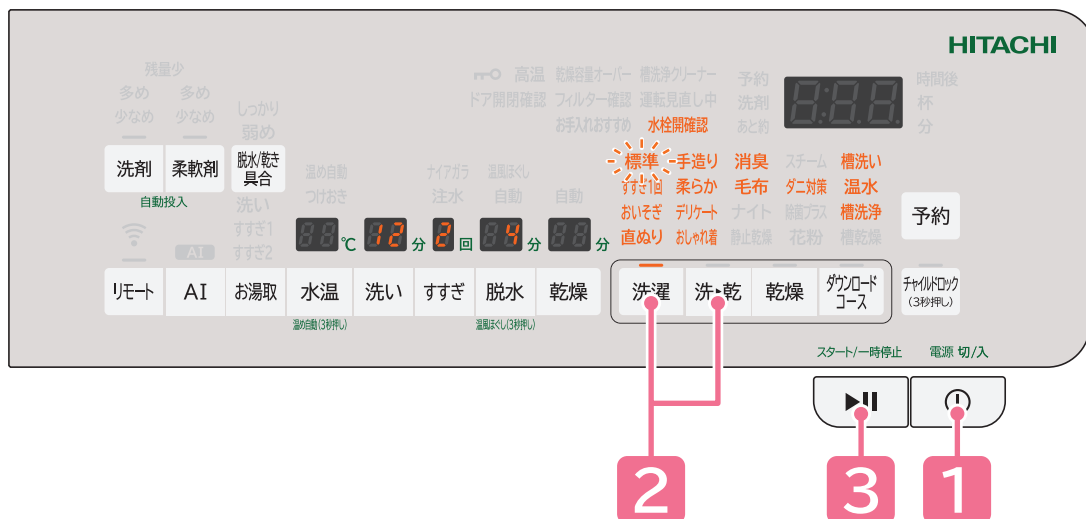 HITACHI
残量少
多め 多め
少なめ 少なめ
しっかり
弱め
洗剤 柔軟剤 脱水/乾き具合
自動投入
洗い
すすぎ1
すすぎ2
AI
高温 乾燥容量オーバー 槽洗浄クリーナー
ドア開閉確認 フィルター確認 運転見直し中
お手入れおすすめ 水栓開確認
予約
洗剤
あと約
8:88
時間後
杯
分
温め自動 ナイアガラ 温風ほぐし
つけおき 注水 自動 自動
88℃ 12分 2回 4分 88分
標準 手造り 消臭 スチーム 槽洗い
すすぎ1回 柔らか 毛布 ダニ対策 温水
おいそぎ デリケート ナイト 除菌プラス 槽洗浄
直ぬり おしゃれ着 静止乾燥 花粉 槽乾燥
予約
リモート AI お湯取 水温 洗い すすぎ 脱水 乾燥
温め自動(3秒押し) 温風ほぐし(3秒押し)
洗濯 洗▸乾 乾燥 ダウンロードコース
チャイルドロック
(3秒押し)
スタート/一時停止 電源 切/入
2 3 1